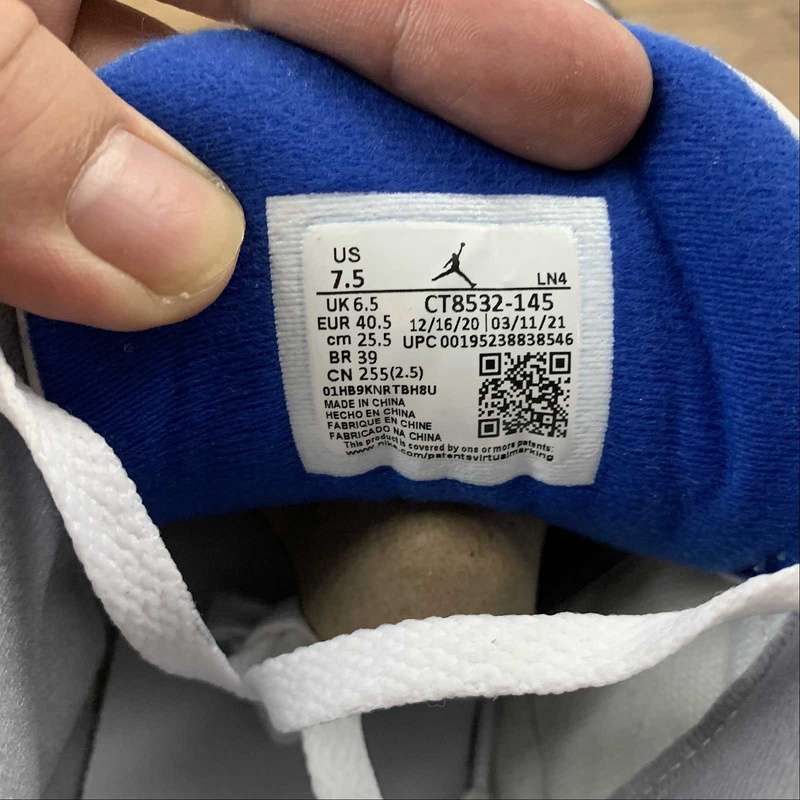 US
7.5
LN4
UK 6.5 CT8532-145
EUR 40.5 12/16/20 | 03/11/21
cm 25.5 UPC 00195238838546
BR 39
CN 255(2.5)
01HB9KNRTBH8U
MADE IN CHINA
HECHO EN CHINA
FABRIQUE EN CHINE
FABRICADO NA CHINA
This product is covered by one or more patents:
www.nike.com/patentsvirtualmarking